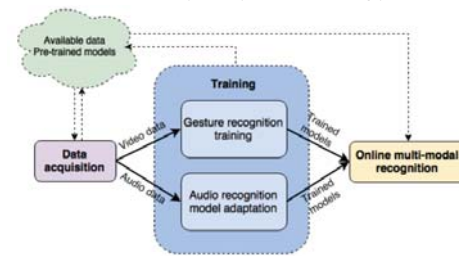 Available data
Pre-trained models
Training
Gesture recognition
training
Video data
Trained
models
Data
acquisition
Online multi-modal
recognition
Audio data
Audio recognition
model adaptation
Trained
models